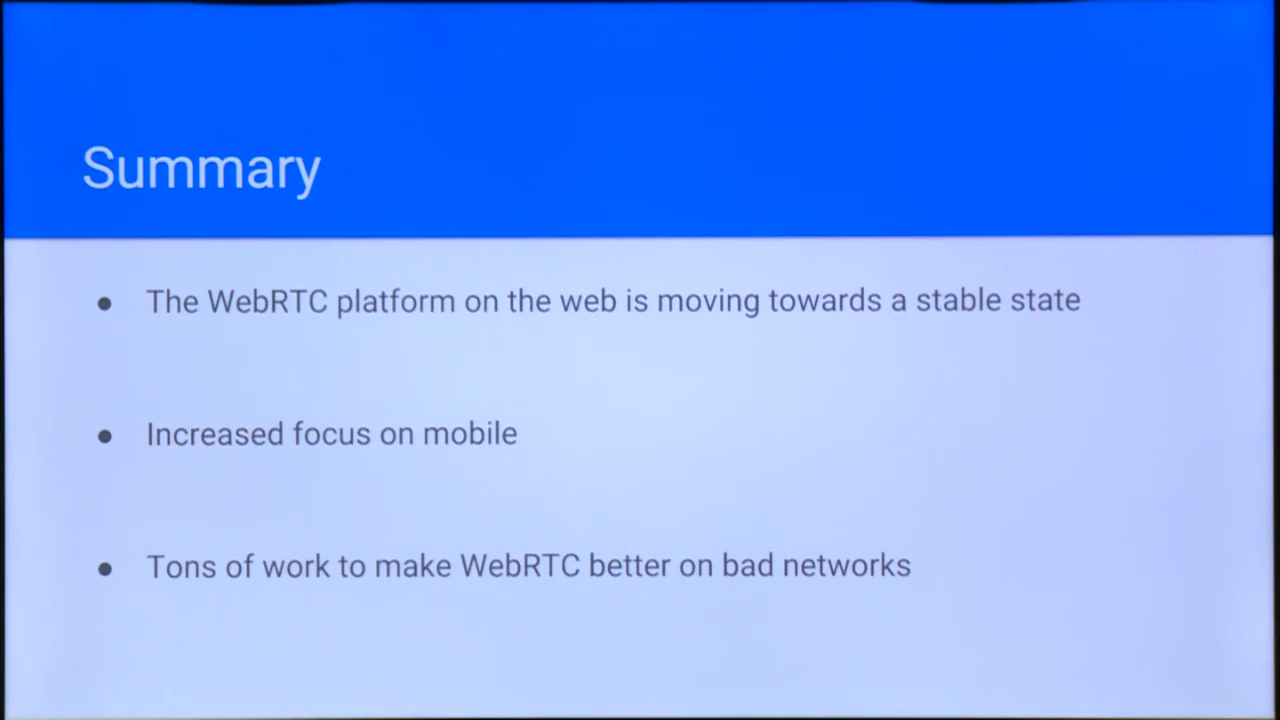 Summary
● The WebRTC platform on the web is moving towards a stable state
● Increased focus on mobile
● Tons of work to make WebRTC better on bad networks